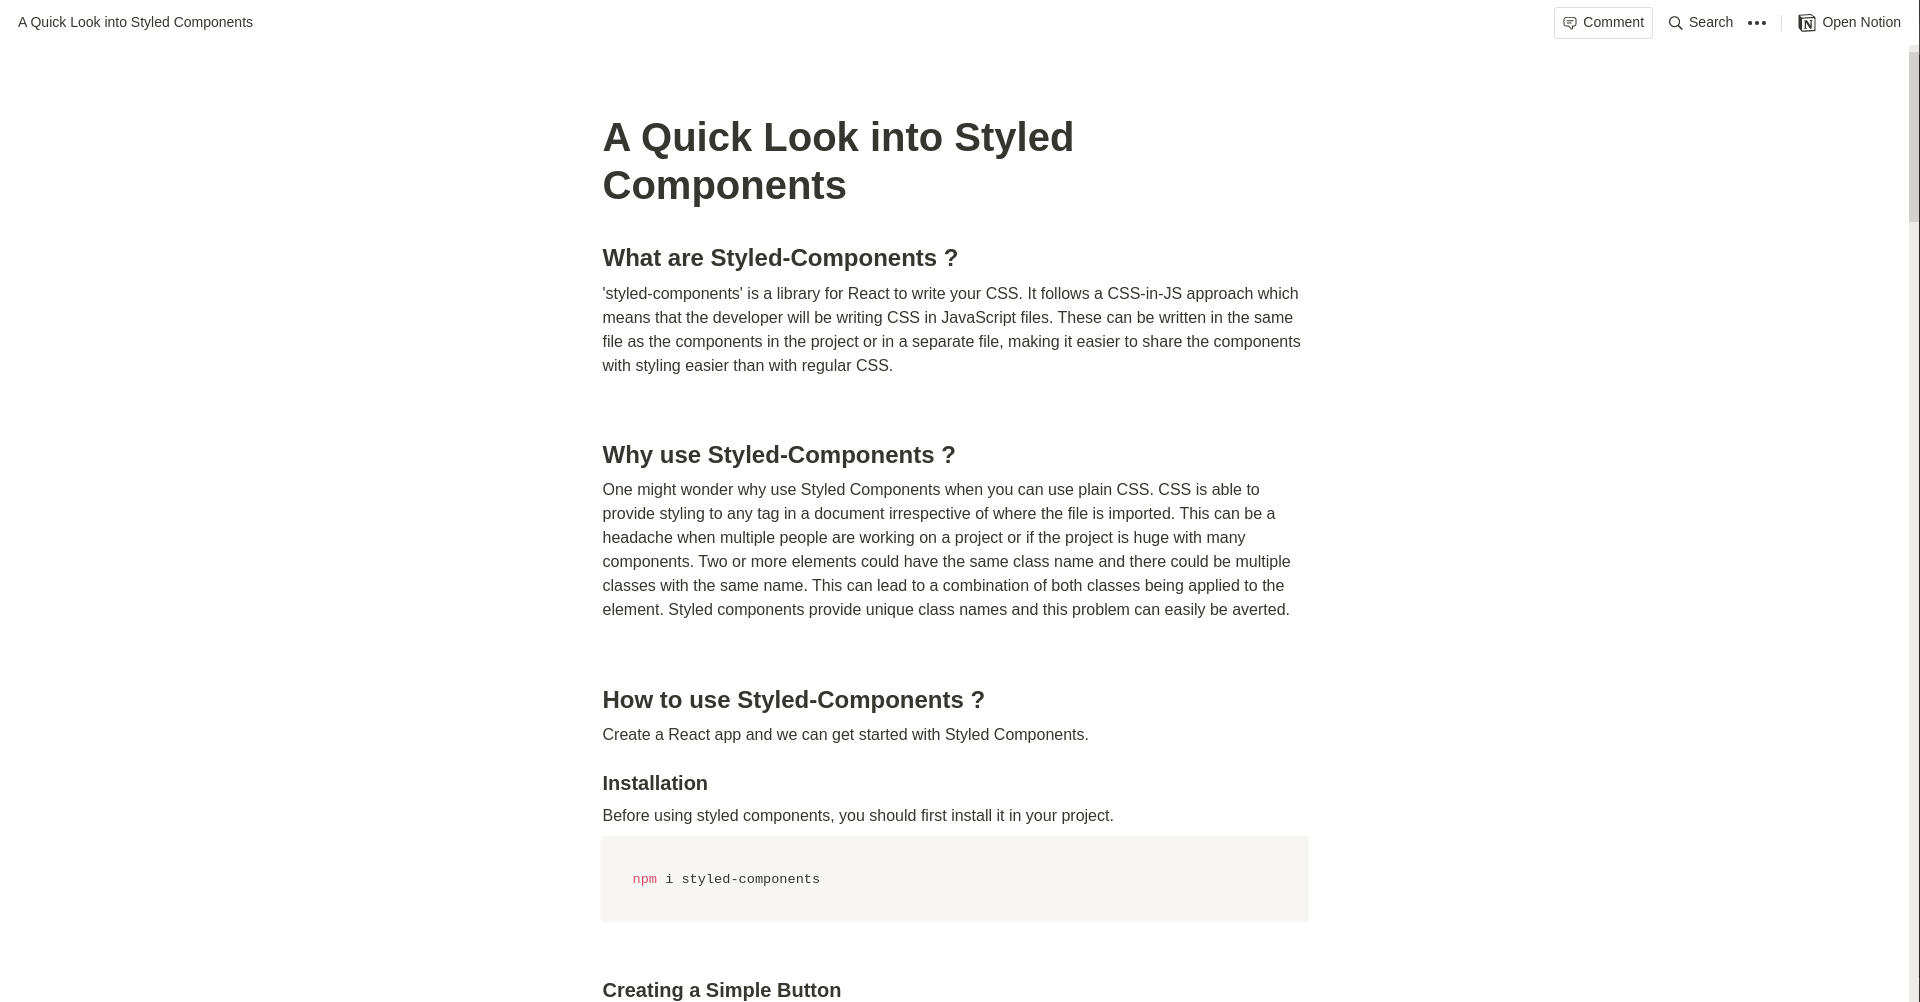 A Quick Look into Styled Components
Comment
Search
Open Notion
A Quick Look into Styled
Components
What are Styled-Components ?
'styled-components' is a library for React to write your CSS. It follows a CSS-in-JS approach which
means that the developer will be writing CSS in JavaScript files. These can be written in the same
file as the components in the project or in a separate file, making it easier to share the components
with styling easier than with regular CSS.
Why use Styled-Components ?
One might wonder why use Styled Components when you can use plain CSS. CSS is able to
provide styling to any tag in a document irrespective of where the file is imported. This can be a
headache when multiple people are working on a project or if the project is huge with many
components. Two or more elements could have the same class name and there could be multiple
classes with the same name. This can lead to a combination of both classes being applied to the
element. Styled components provide unique class names and this problem can easily be averted.
How to use Styled-Components ?
Create a React app and we can get started with Styled Components.
Installation
Before using styled components, you should first install it in your project.
npm i styled-components
Creating a Simple Button